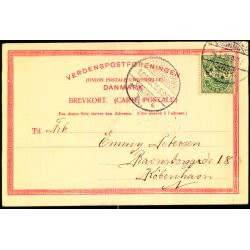 VERDENSPOSTFORENINGEN
(UNION POSTALE UNIVERSELLE)
DANMARK
BREVKORT. (CARTE POSTALE.)
Paa denne Side skrives kun Adressen. (Côté réservé à l'adresse.)
Til Frk
Emmy Petersen
Ravnsborggade 18
København